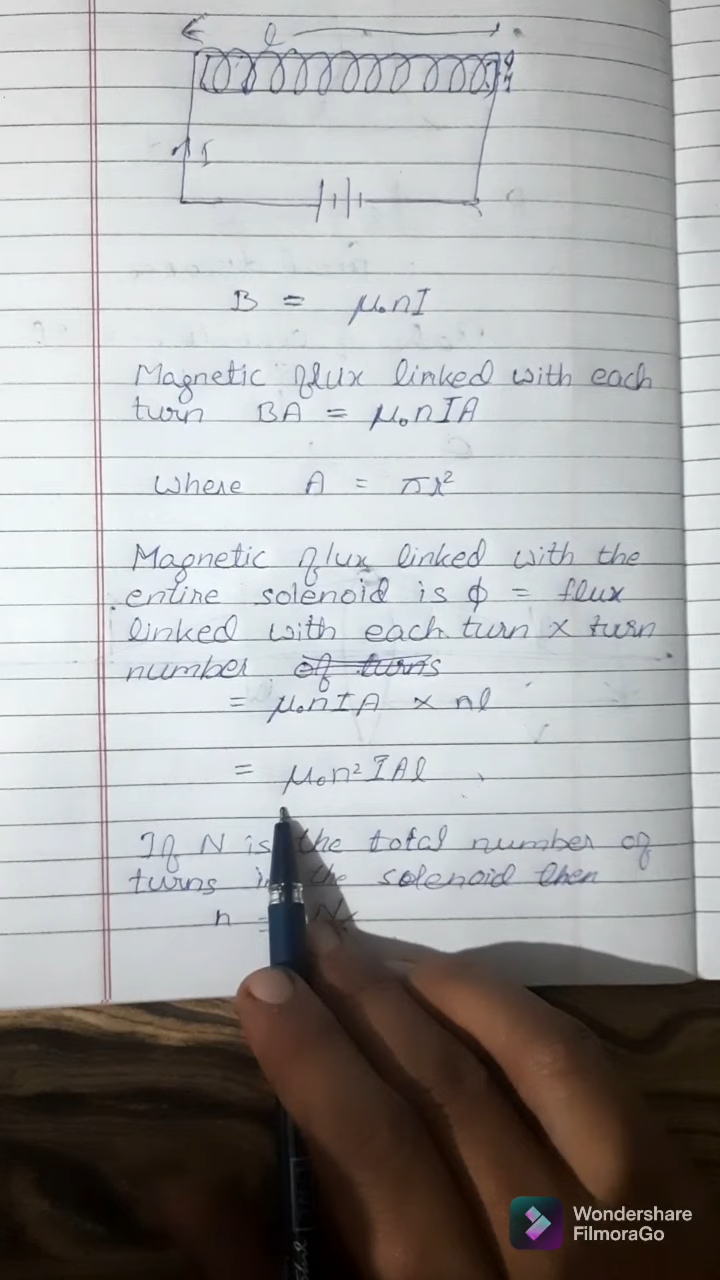 l
I
B = μ₀nI
Magnetic flux linked with each
turn BA = μ₀nIA
Where A = πr²
Magnetic flux linked with the
entire solenoid is ϕ = flux
linked with each turn × turn
number of turns
= μ₀nIA × nl
= μ₀n²IAl
If N is the total number of
turns in the solenoid then
n = N
Wondershare
FilmoraGo